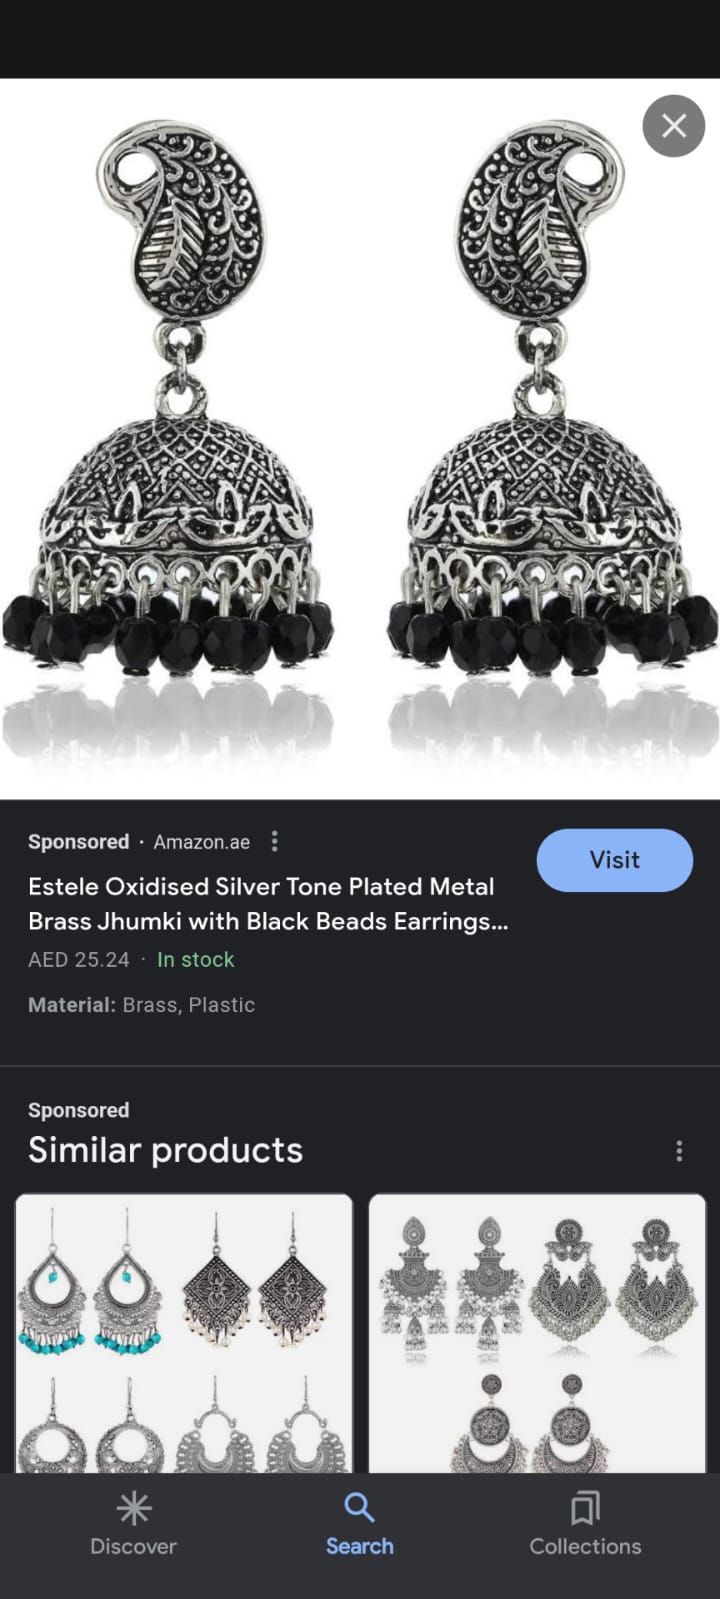 Sponsored · Amazon.ae
Visit
Estele Oxidised Silver Tone Plated Metal
Brass Jhumki with Black Beads Earrings...
AED 25.24 · In stock
Material: Brass, Plastic
Sponsored
Similar products
Discover
Search
Collections